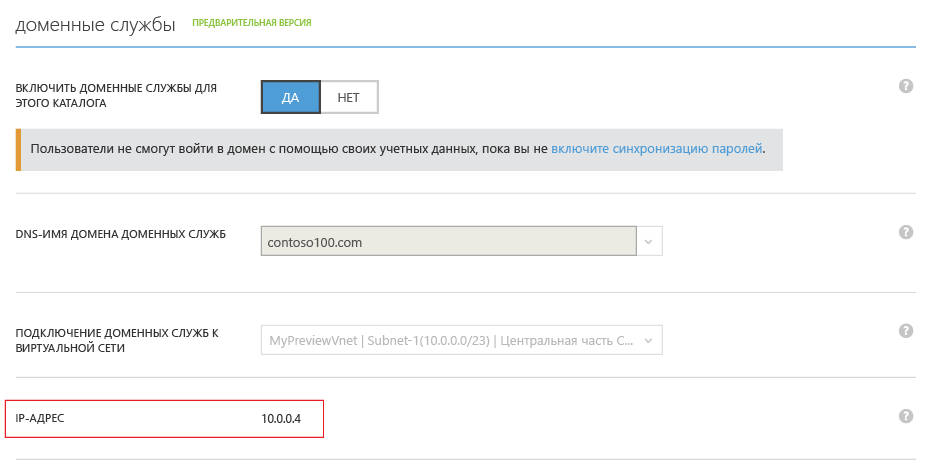 доменные службы ПРЕДВАРИТЕЛЬНАЯ ВЕРСИЯ
ВКЛЮЧИТЬ ДОМЕННЫЕ СЛУЖБЫ ДЛЯ
ЭТОГО КАТАЛОГА
ДА НЕТ
?
Пользователи не смогут войти в домен с помощью своих учетных данных, пока вы не включите синхронизацию паролей.
DNS-ИМЯ ДОМЕНА ДОМЕННЫХ СЛУЖБ
contoso100.com
?
ПОДКЛЮЧЕНИЕ ДОМЕННЫХ СЛУЖБ К
ВИРТУАЛЬНОЙ СЕТИ
MyPreviewVnet | Subnet-1(10.0.0.0/23) | Центральная часть С...
?
IP-АДРЕС 10.0.0.4
?